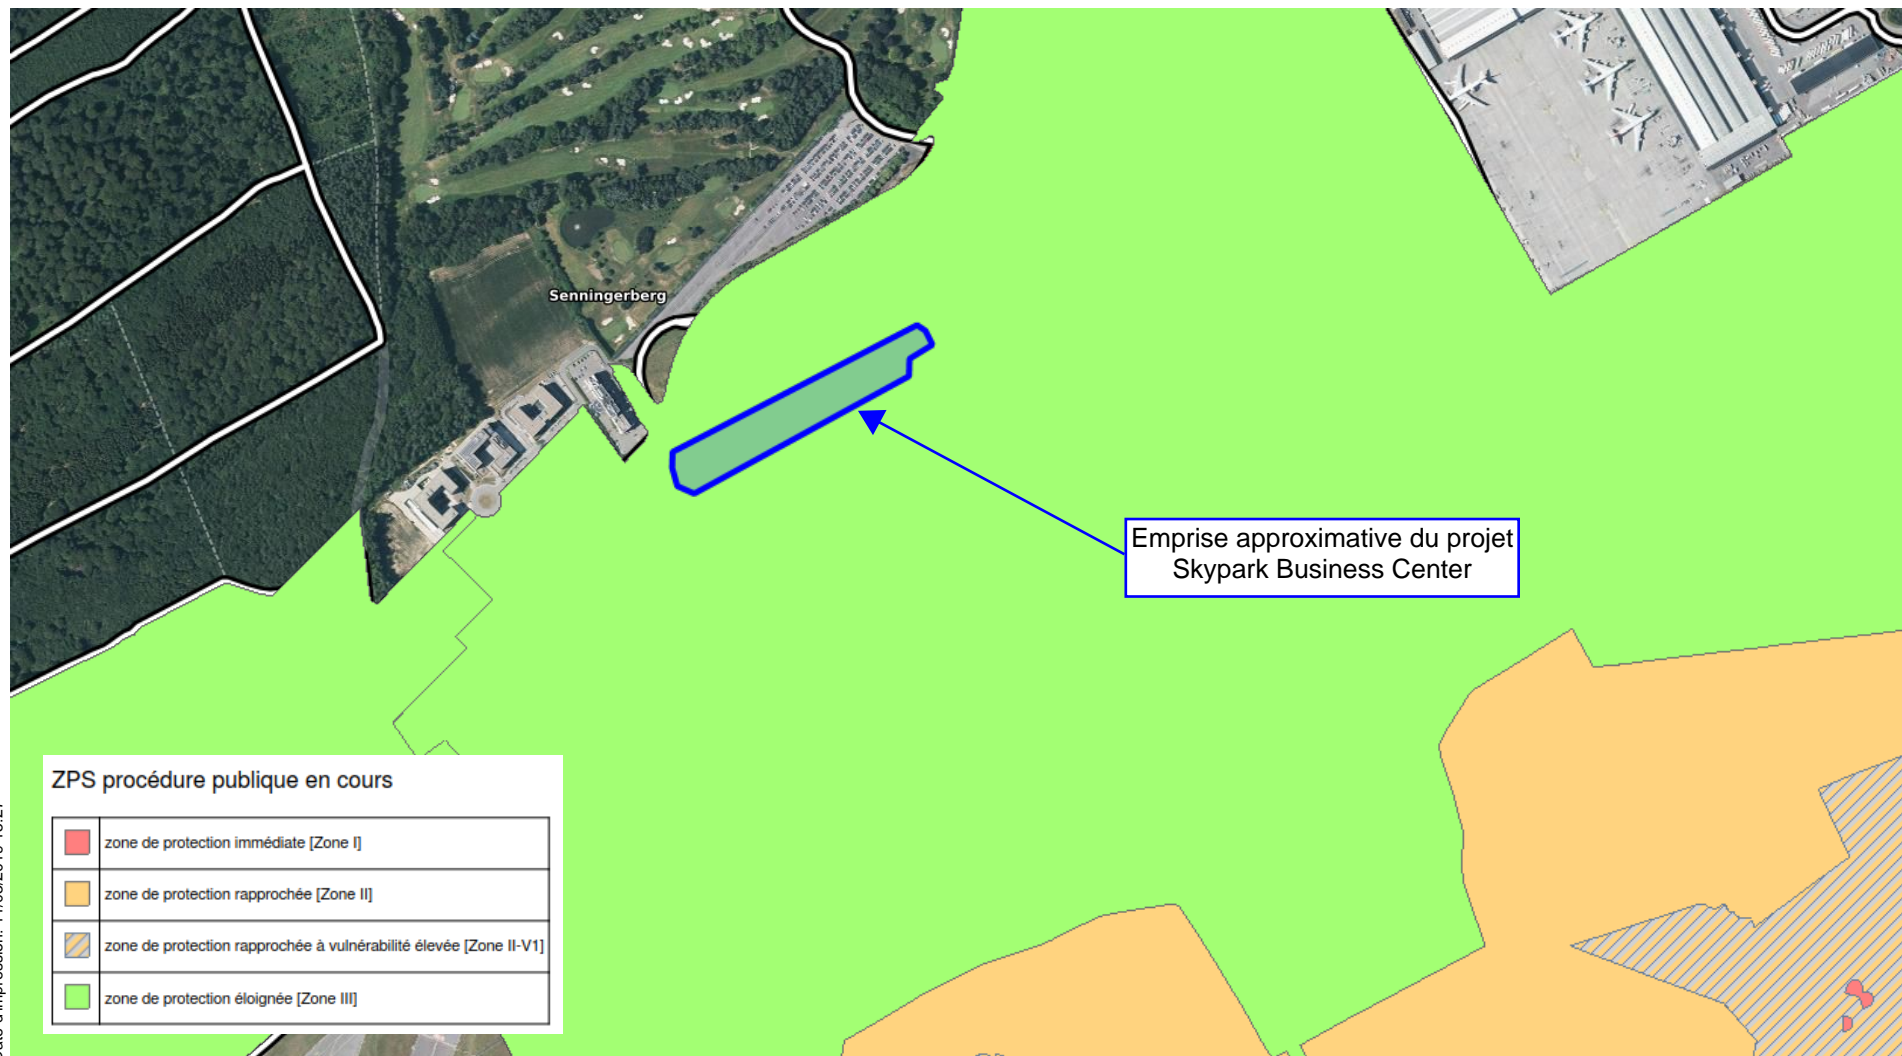 Senningerberg
Emprise approximative du projet
Skypark Business Center
ZPS procédure publique en cours
zone de protection immédiate [Zone I]
zone de protection rapprochée [Zone II]
zone de protection rapprochée à vulnérabilité élevée [Zone II-V1]
zone de protection éloignée [Zone III]